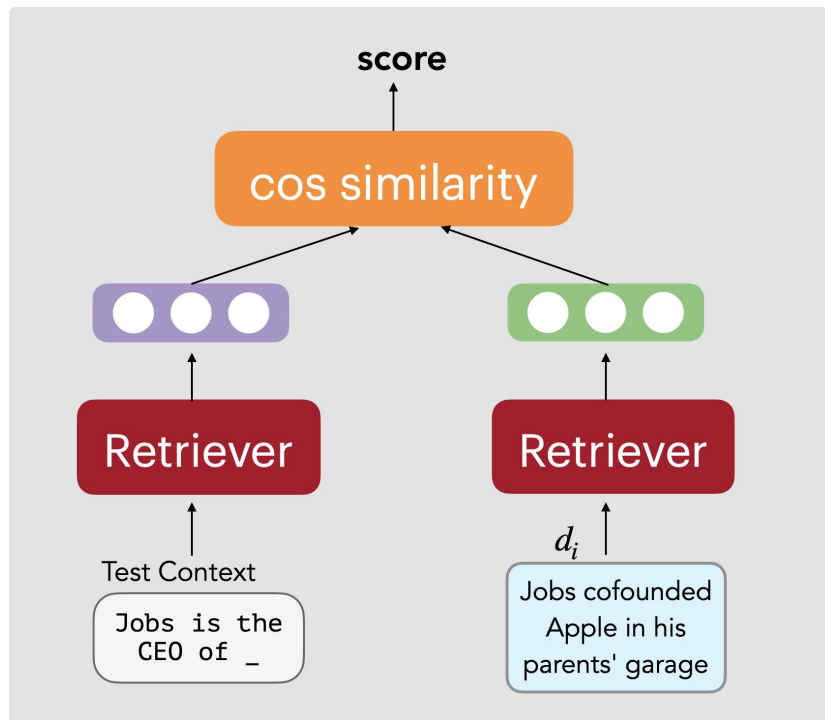 score
cos similarity
Retriever
Retriever
Test Context
Jobs is the
CEO of _
d_i
Jobs cofounded
Apple in his
parents' garage